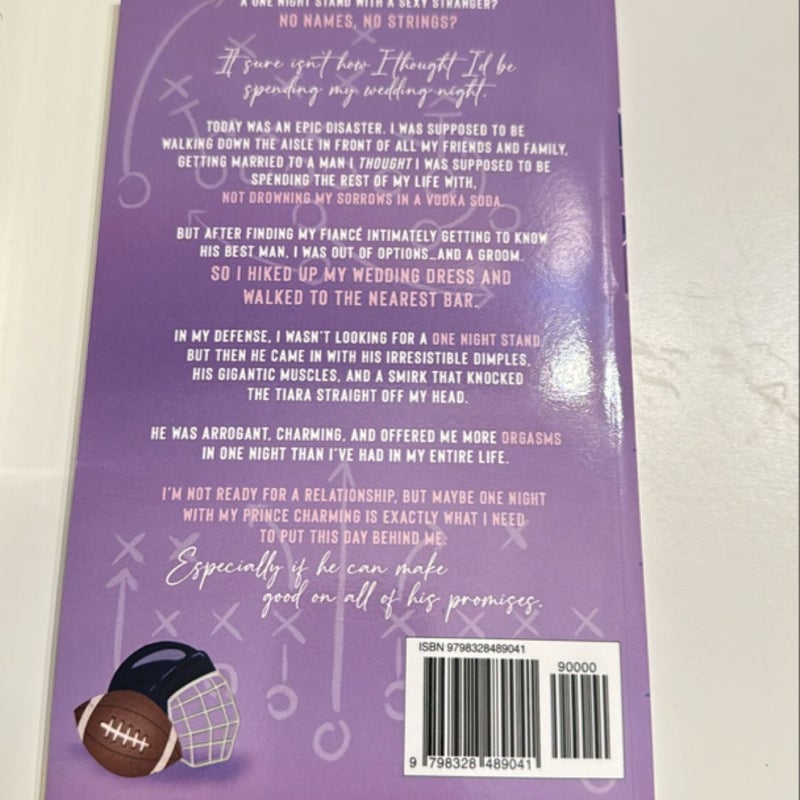 A ONE NIGHT STAND WITH A SEXY STRANGER?
NO NAMES, NO STRINGS?
It sure isn't how I thought I'd be
spending my wedding night.
TODAY WAS AN EPIC DISASTER. I WAS SUPPOSED TO BE
WALKING DOWN THE AISLE IN FRONT OF ALL MY FRIENDS AND FAMILY,
GETTING MARRIED TO A MAN I THOUGHT I WAS SUPPOSED TO BE
SPENDING THE REST OF MY LIFE WITH,
NOT DROWNING MY SORROWS IN A VODKA SODA.
BUT AFTER FINDING MY FIANCÉ INTIMATELY GETTING TO KNOW
HIS BEST MAN, I WAS OUT OF OPTIONS...AND A GROOM.
SO I HIKED UP MY WEDDING DRESS AND
WALKED TO THE NEAREST BAR.
IN MY DEFENSE, I WASN'T LOOKING FOR A ONE NIGHT STAND,
BUT THEN HE CAME IN WITH HIS IRRESISTIBLE DIMPLES,
HIS GIGANTIC MUSCLES, AND A SMIRK THAT KNOCKED
THE TIARA STRAIGHT OFF MY HEAD.
HE WAS ARROGANT, CHARMING, AND OFFERED ME MORE ORGASMS
IN ONE NIGHT THAN I'VE HAD IN MY ENTIRE LIFE.
I'M NOT READY FOR A RELATIONSHIP, BUT MAYBE ONE NIGHT
WITH MY PRINCE CHARMING IS EXACTLY WHAT I NEED
TO PUT THIS DAY BEHIND ME.
Especially if he can make
good on all of his promises.
ISBN 9798328489041
90000
9 798328 489041